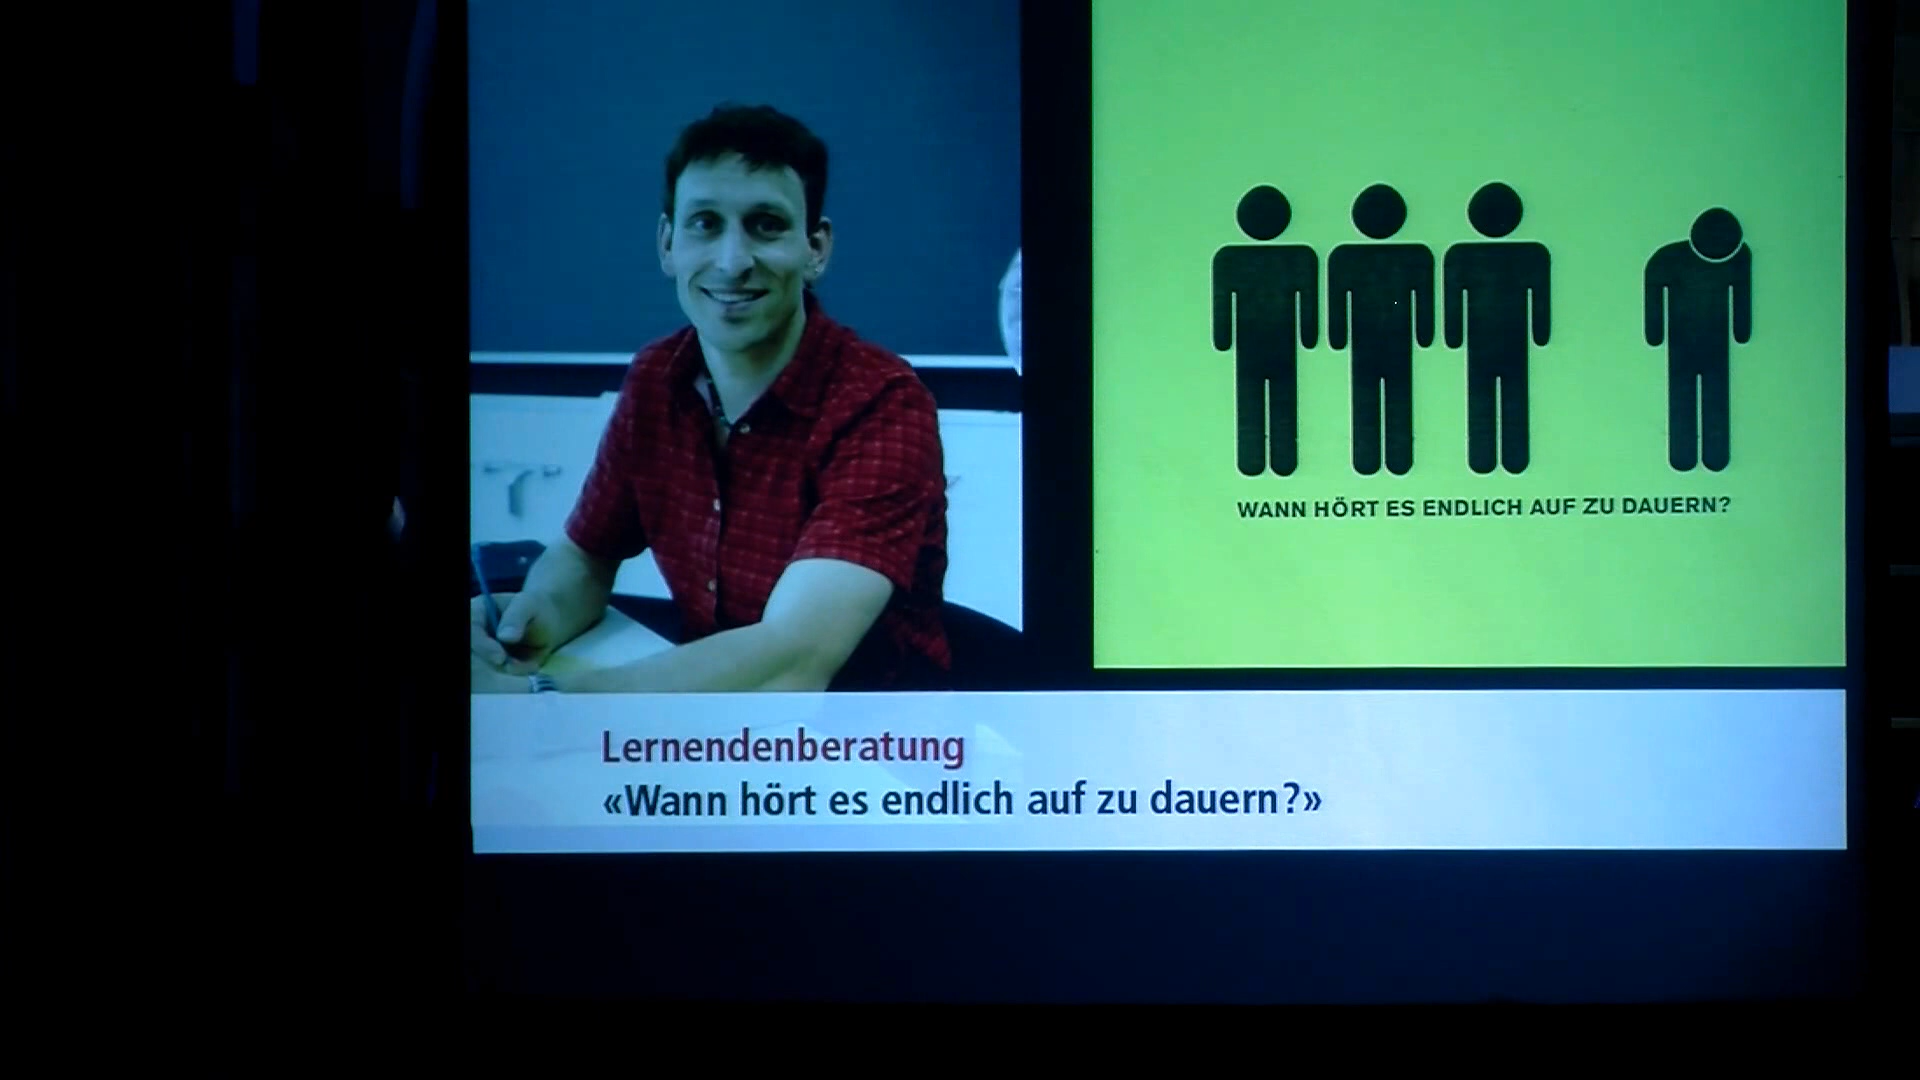 WANN HÖRT ES ENDLICH AUF ZU DAUERN?
Lernendenberatung
«Wann hört es endlich auf zu dauern?»